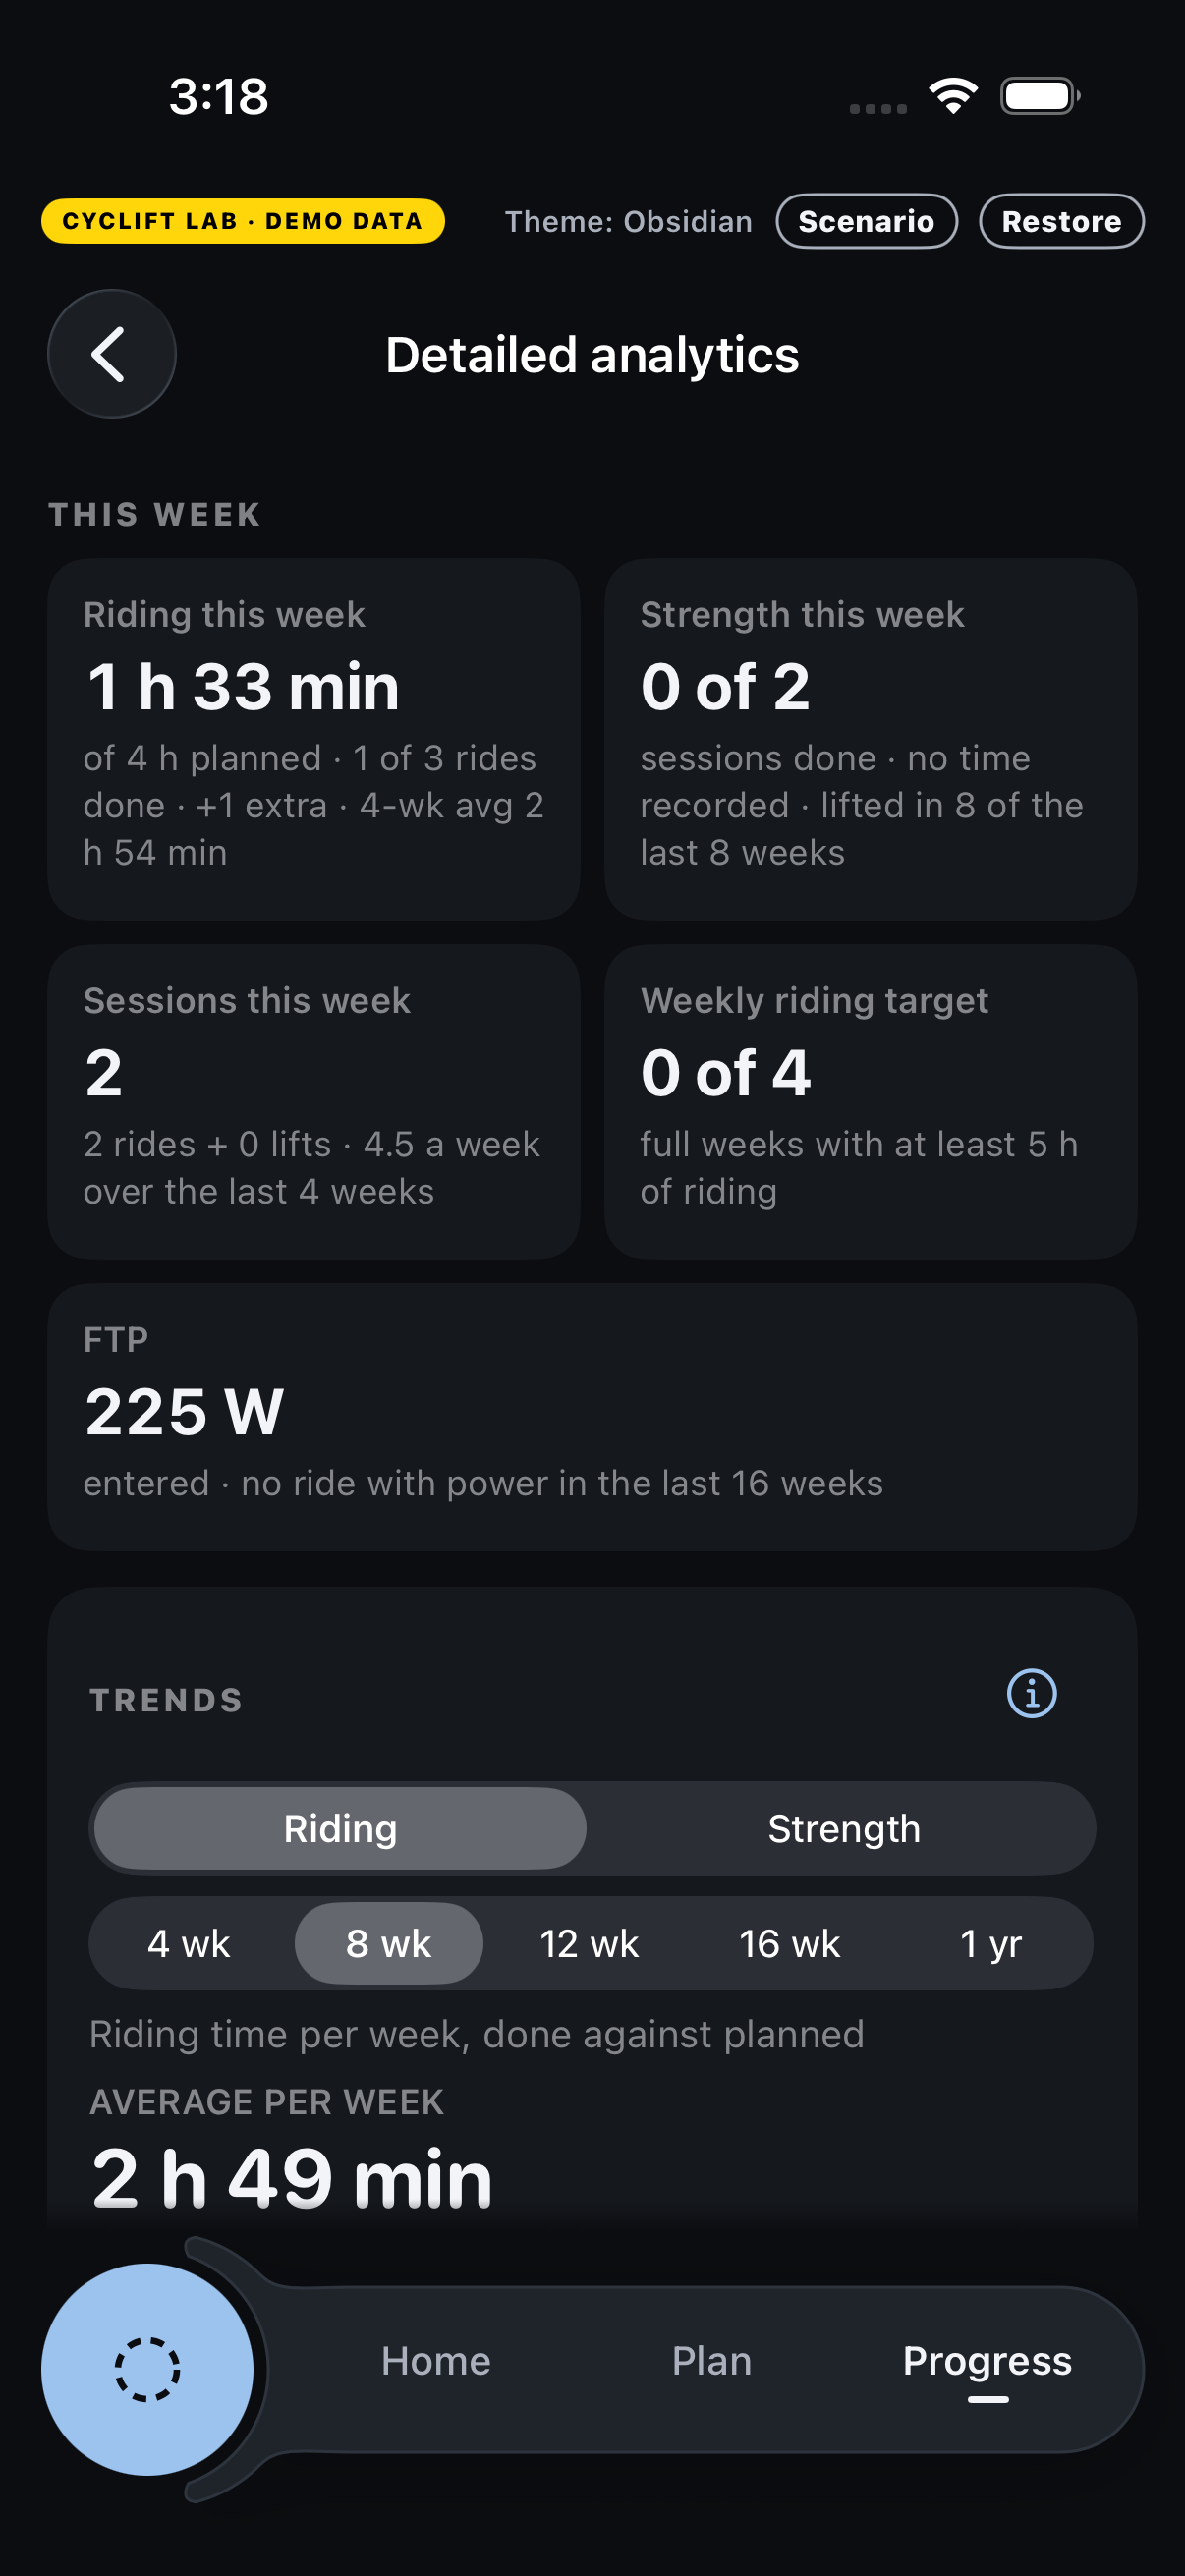 3:18
CYCLIFT LAB · DEMO DATA
Theme: Obsidian
Scenario
Restore
Detailed analytics
THIS WEEK
Riding this week
1 h 33 min
of 4 h planned · 1 of 3 rides
done · +1 extra · 4-wk avg 2
h 54 min
Strength this week
0 of 2
sessions done · no time
recorded · lifted in 8 of the
last 8 weeks
Sessions this week
2
2 rides + 0 lifts · 4.5 a week
over the last 4 weeks
Weekly riding target
0 of 4
full weeks with at least 5 h
of riding
FTP
225 W
entered · no ride with power in the last 16 weeks
TRENDS
Riding
Strength
4 wk
8 wk
12 wk
16 wk
1 yr
Riding time per week, done against planned
AVERAGE PER WEEK
2 h 49 min
Home
Plan
Progress